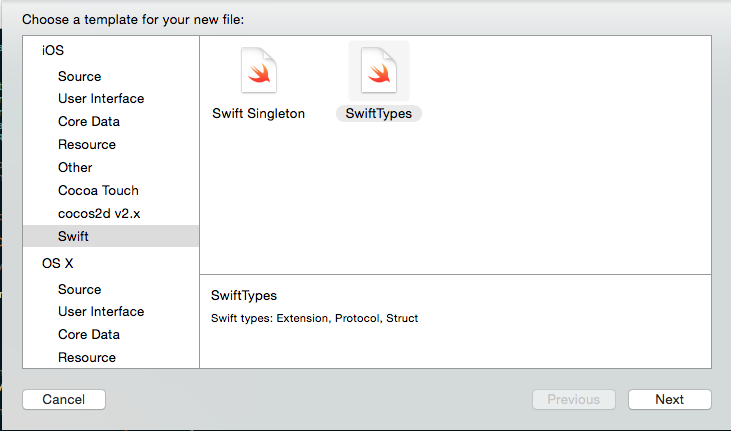 Choose a template for your new file:
iOS
Source
User Interface
Core Data
Resource
Other
Cocoa Touch
cocos2d v2.x
Swift
OS X
Source
User Interface
Core Data
Resource
Swift Singleton
SwiftTypes
SwiftTypes
Swift types: Extension, Protocol, Struct
Cancel
Previous
Next